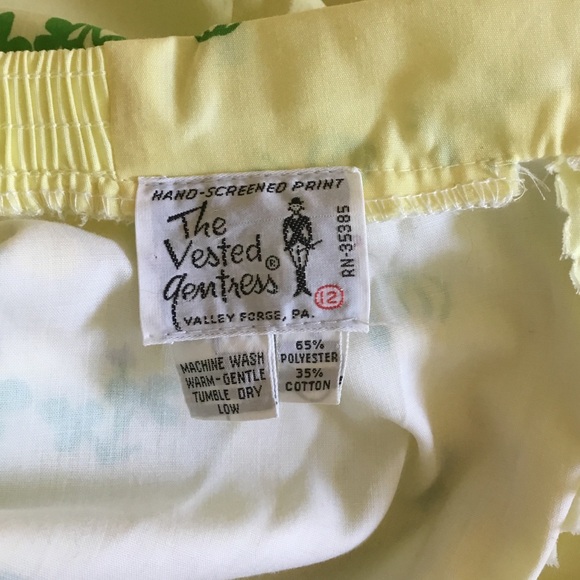 HAND-SCREENED PRINT
The
Vested
Gentress®
VALLEY FORGE, PA.
RN-35385
12
MACHINE WASH
WARM-GENTLE
TUMBLE DRY
LOW
65%
POLYESTER
35%
COTTON